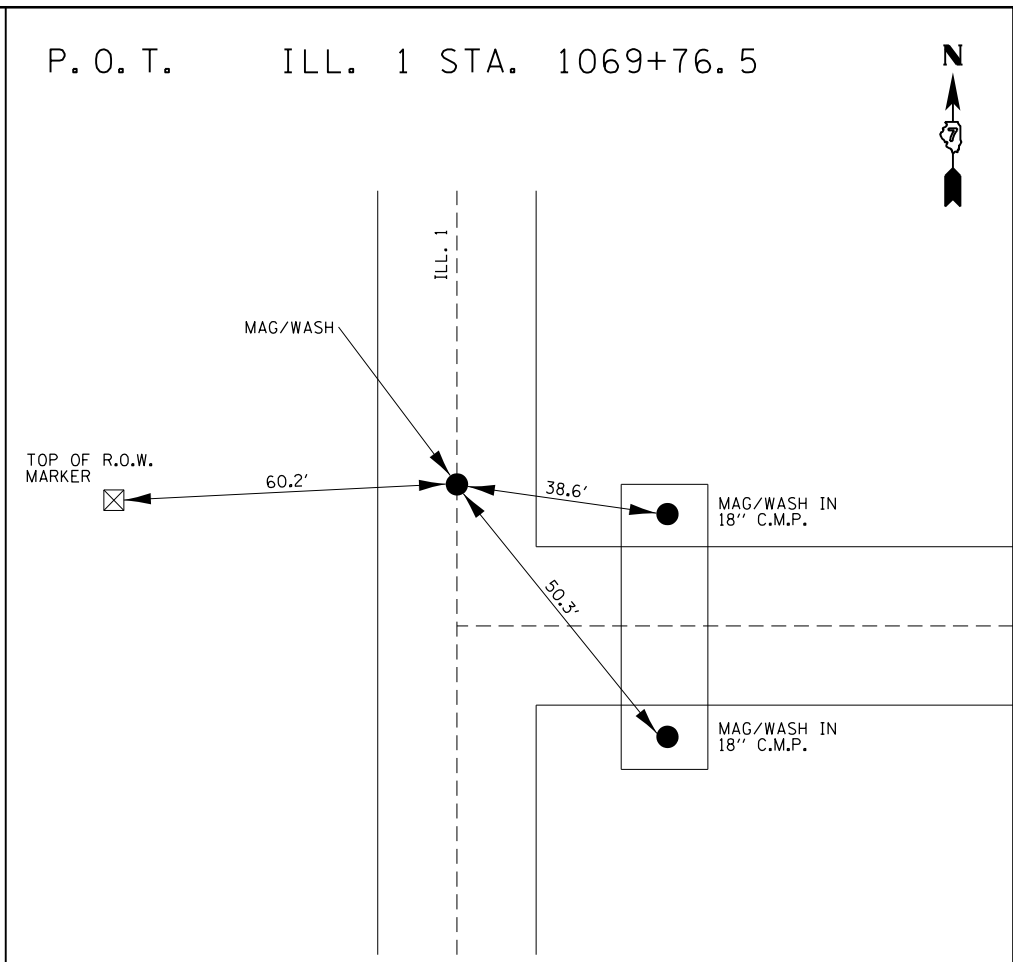 P.O.T. ILL. 1 STA. 1069+76.5
N
7
ILL. 1
MAG/WASH
TOP OF R.O.W.
MARKER
60.2'
38.6'
MAG/WASH IN
18'' C.M.P.
50.3'
MAG/WASH IN
18'' C.M.P.